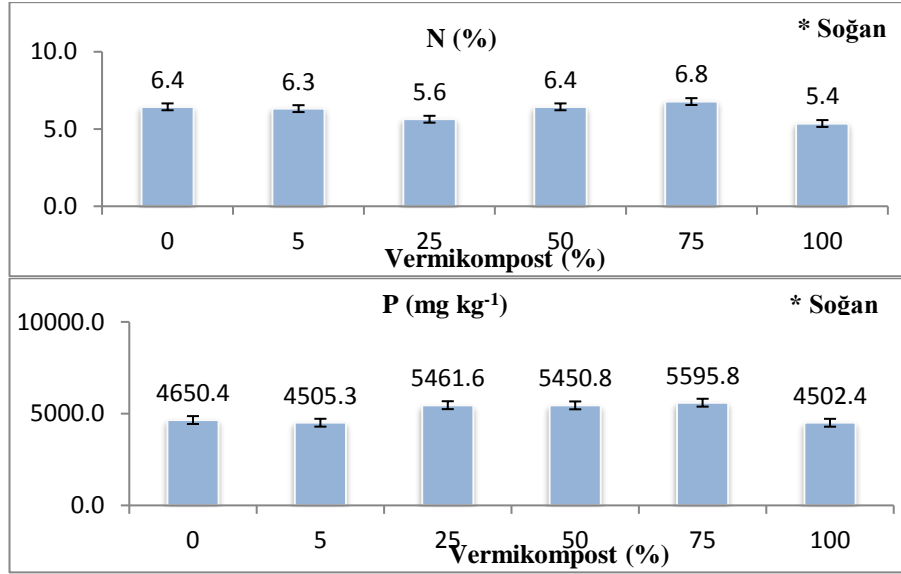 N (%)
* Soğan
10.0
6.4 6.3 5.6 6.4 6.8 5.4
5.0
0.0
0 5 25 50 75 100
Vermikompost (%)
P (mg kg⁻¹)
* Soğan
10000.0
4650.4 4505.3 5461.6 5450.8 5595.8 4502.4
5000.0
0.0
0 5 25 50 75 100
Vermikompost (%)